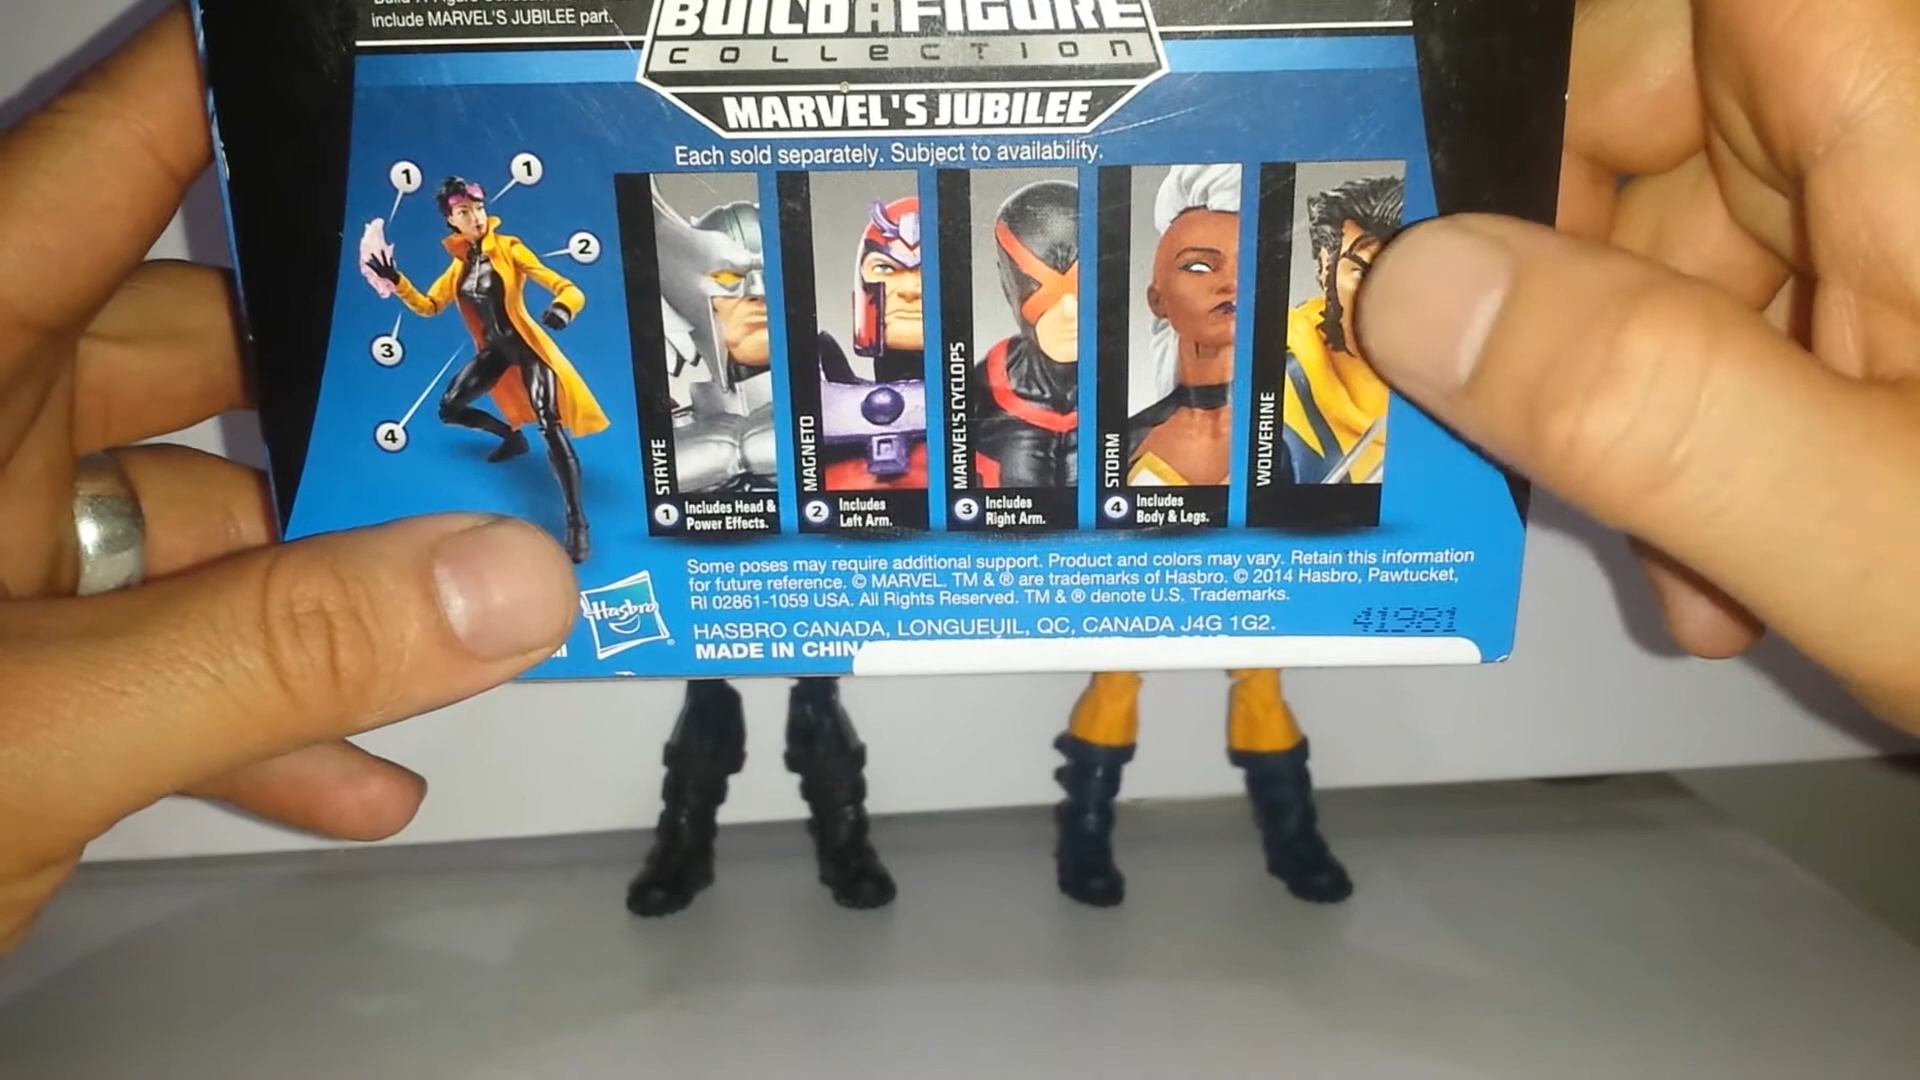 include MARVEL'S JUBILEE part.
BUILD A FIGURE
COLLECTION
MARVEL'S JUBILEE
Each sold separately. Subject to availability.
1
1
2
3
4
STRYFE
1 Includes Head &
Power Effects.
MAGNETO
2 Includes
Left Arm.
MARVEL'S CYCLOPS
3 Includes
Right Arm.
STORM
4 Includes
Body & Legs.
WOLVERINE
Hasbro
Some poses may require additional support. Product and colors may vary. Retain this information
for future reference. © MARVEL. TM & ® are trademarks of Hasbro. © 2014 Hasbro, Pawtucket,
RI 02861-1059 USA. All Rights Reserved. TM & ® denote U.S. Trademarks.
HASBRO CANADA, LONGUEUIL, QC, CANADA J4G 1G2.
MADE IN CHINA
41981